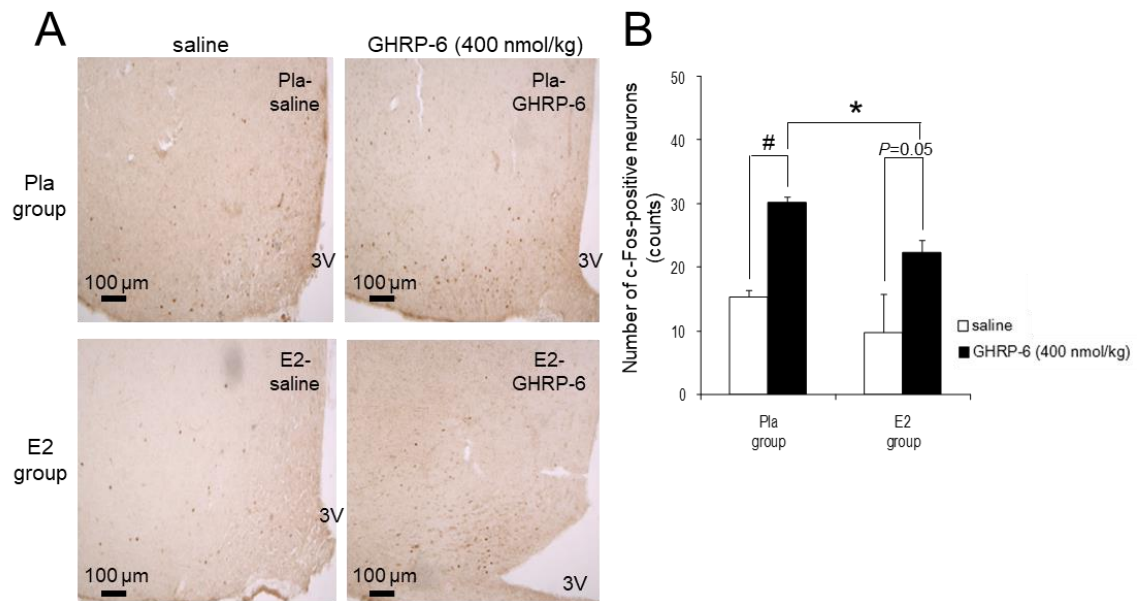 A
saline
GHRP-6 (400 nmol/kg)
Pla
group
Pla-
saline
3V
100 µm
Pla-
GHRP-6
3V
100 µm
E2
group
E2-
saline
3V
100 µm
E2-
GHRP-6
3V
100 µm
B
Number of c-Fos-positive neurons
(counts)
50
40
30
20
10
0
#
*
P=0.05
saline
GHRP-6 (400 nmol/kg)
Pla
group
E2
group